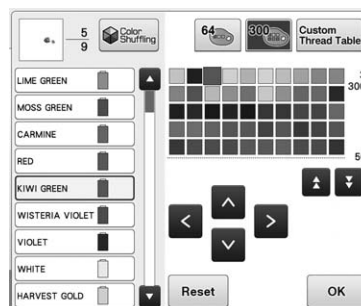 5
9
Color
Shuffling
64
300
Custom
Thread Table
LIME GREEN
MOSS GREEN
CARMINE
RED
KIWI GREEN
WISTERIA VIOLET
VIOLET
WHITE
HARVEST GOLD
300
Reset
OK